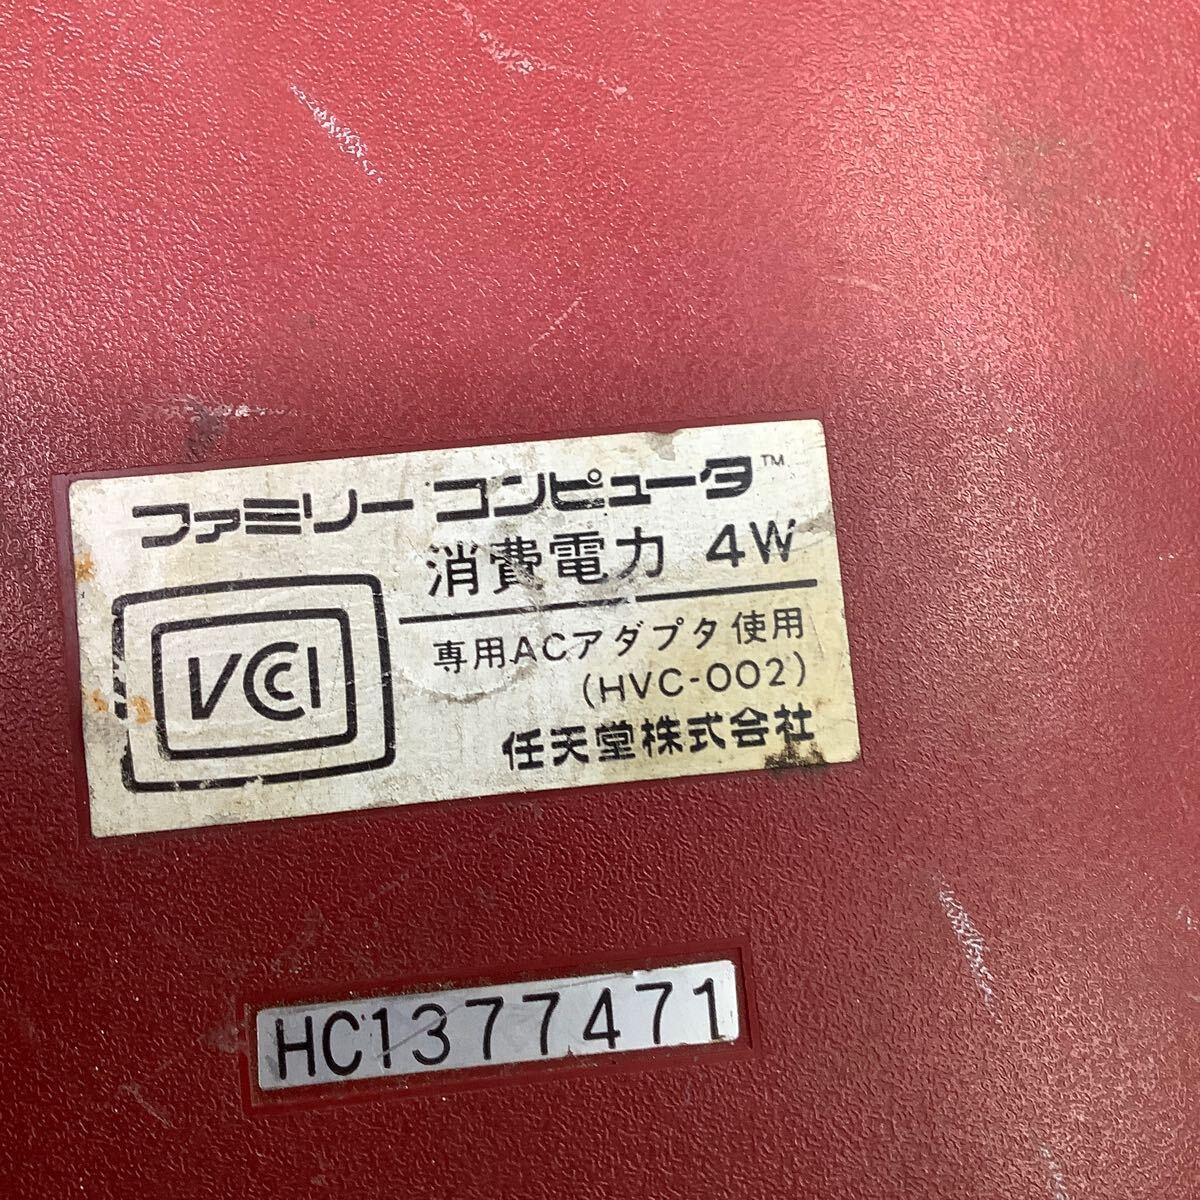 ファミリー コンピュータ™
消費電力 4W
VCCI
専用ACアダプタ使用
(HVC-002)
任天堂株式会社
HC1377471